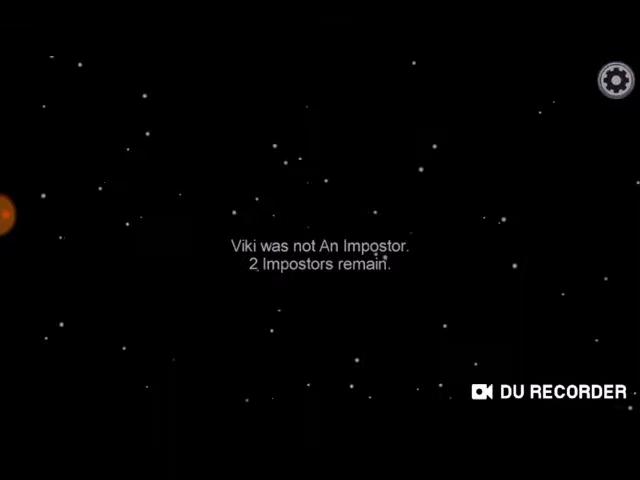 Viki was not An Impostor.
2 Impostors remain.
DU RECORDER